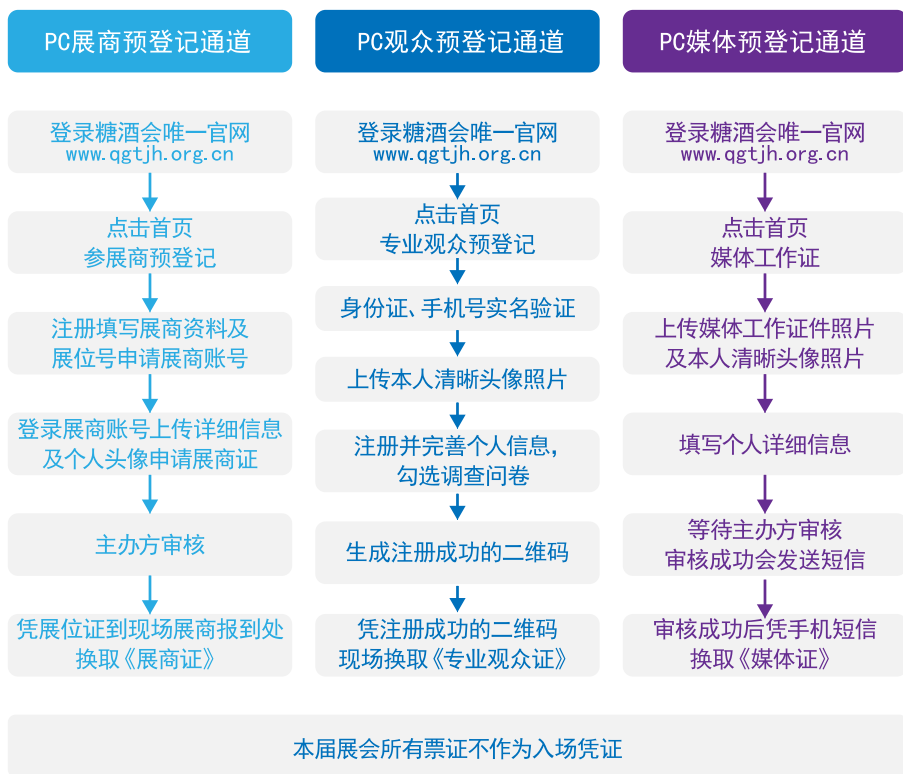 PC展商预登记通道
登录糖酒会唯一官网
www.qgtjh.org.cn
点击首页
参展商预登记
注册填写展商资料及
展位号申请展商账号
登录展商账号上传详细信息
及个人头像申请展商证
主办方审核
凭展位证到现场展商报到处
换取《展商证》
PC观众预登记通道
登录糖酒会唯一官网
www.qgtjh.org.cn
点击首页
专业观众预登记
身份证、手机号实名验证
上传本人清晰头像照片
注册并完善个人信息,
勾选调查问卷
生成注册成功的二维码
凭注册成功的二维码
现场换取《专业观众证》
PC媒体预登记通道
登录糖酒会唯一官网
www.qgtjh.org.cn
点击首页
媒体工作证
上传媒体工作证件照片
及本人清晰头像照片
填写个人详细信息
等待主办方审核
审核成功会发送短信
审核成功后凭手机短信
换取《媒体证》
本届展会所有票证不作为入场凭证